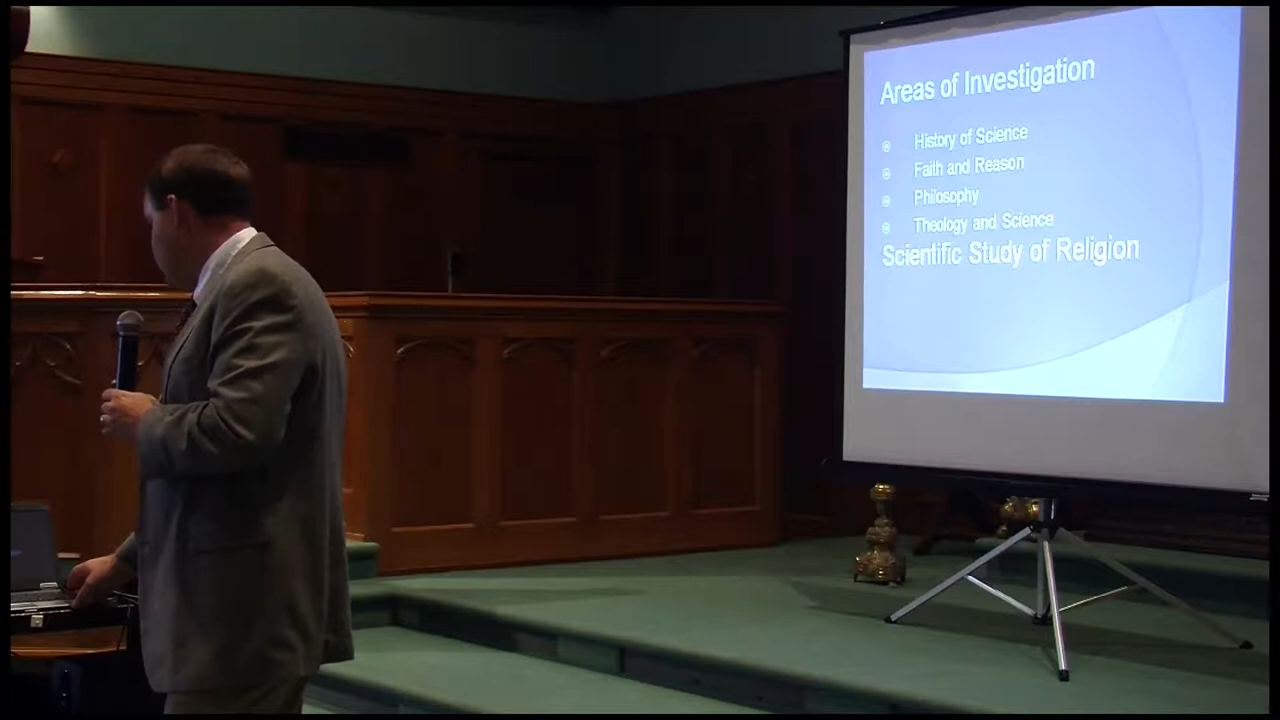 Areas of Investigation
History of Science
Faith and Reason
Philosophy
Theology and Science
Scientific Study of Religion